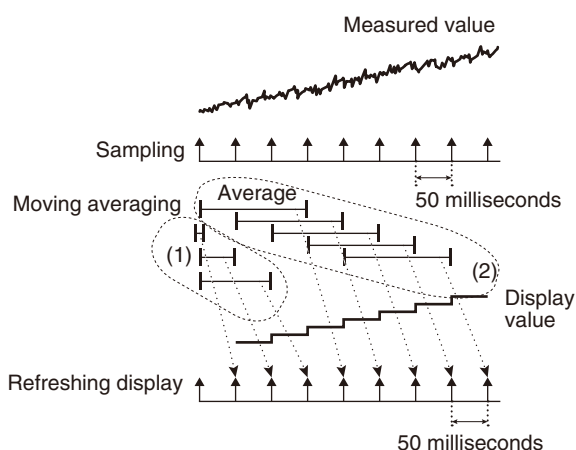 Measured value
Sampling
50 milliseconds
Moving averaging
Average
(1)
(2)
Display
value
Refreshing display
50 milliseconds